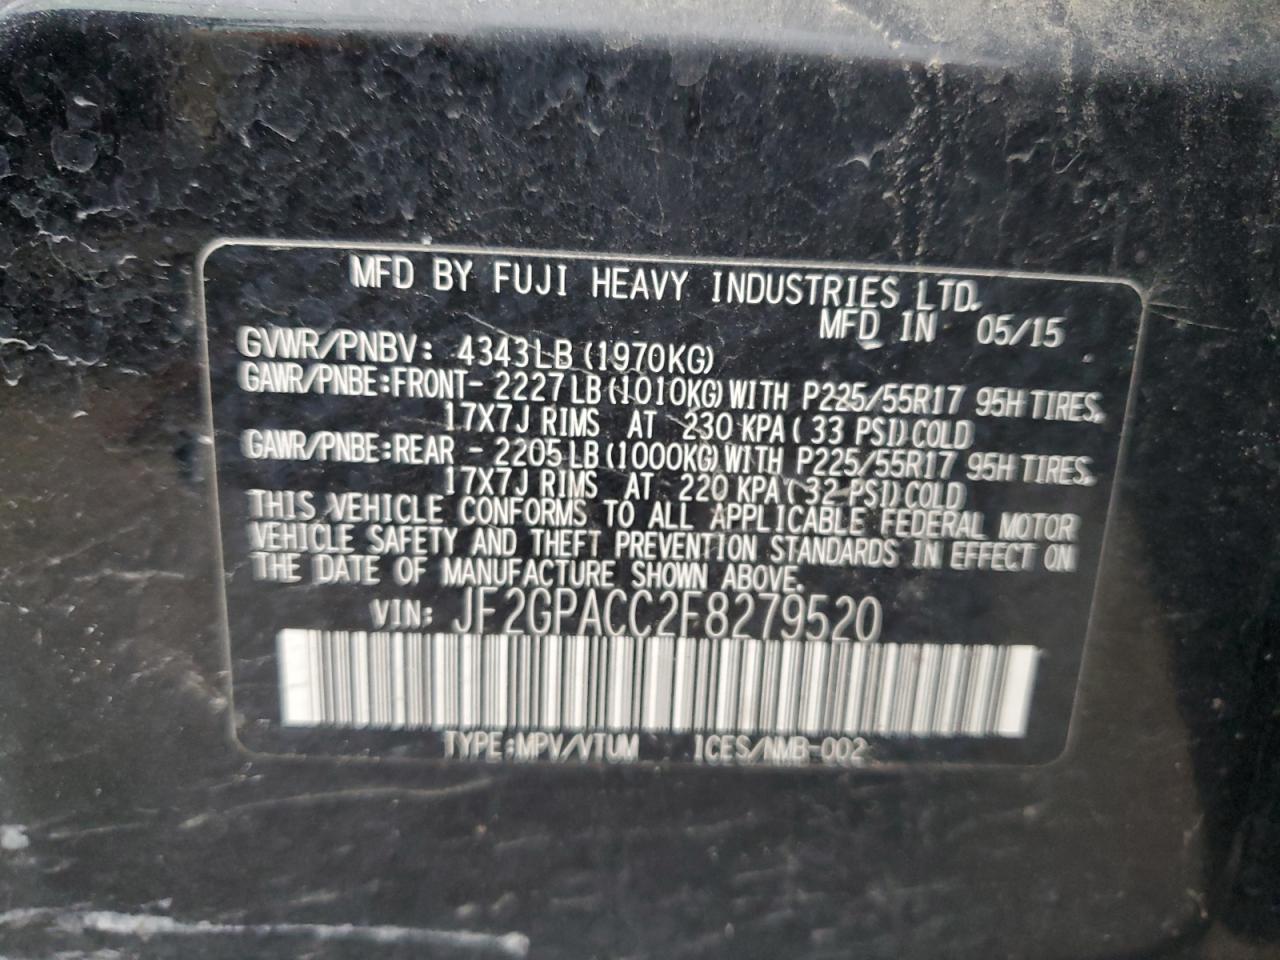 MFD BY FUJI HEAVY INDUSTRIES LTD.
MFD IN 05/15
GVWR/PNBV: 4343LB (1970KG)
GAWR/PNBE:FRONT- 2227LB (1010KG) WITH P225/55R17 95H TIRES,
17X7J RIMS AT 230 KPA ( 33 PSI) COLD
GAWR/PNBE:REAR - 2205LB (1000KG) WITH P225/55R17 95H TIRES,
17X7J RIMS AT 220 KPA ( 32 PSI) COLD
THIS VEHICLE CONFORMS TO ALL APPLICABLE FEDERAL MOTOR
VEHICLE SAFETY AND THEFT PREVENTION STANDARDS IN EFFECT ON
THE DATE OF MANUFACTURE SHOWN ABOVE.
VIN: JF2GPACC2F8279520
TYPE:MPV/VTUM ICES/NMB-002